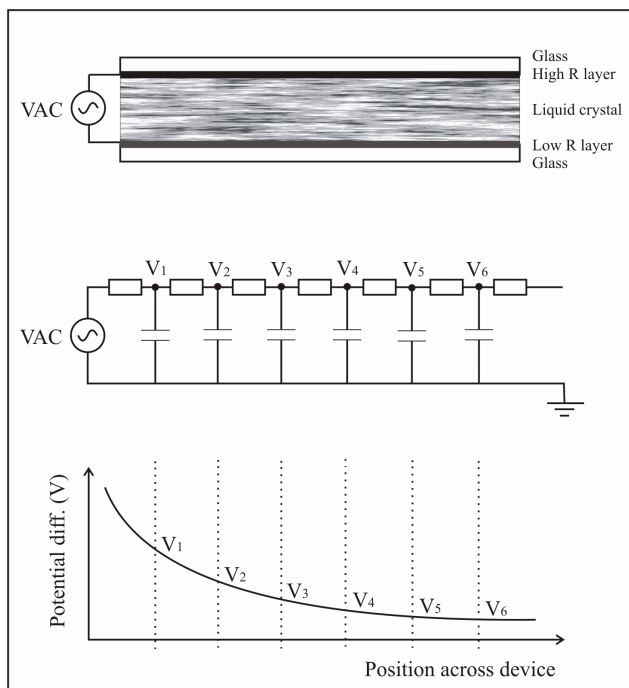 Glass
High R layer
VAC
Liquid crystal
Low R layer
Glass
V1 V2 V3 V4 V5 V6
VAC
Potential diff. (V)
V1
V2
V3
V4
V5
V6
Position across device